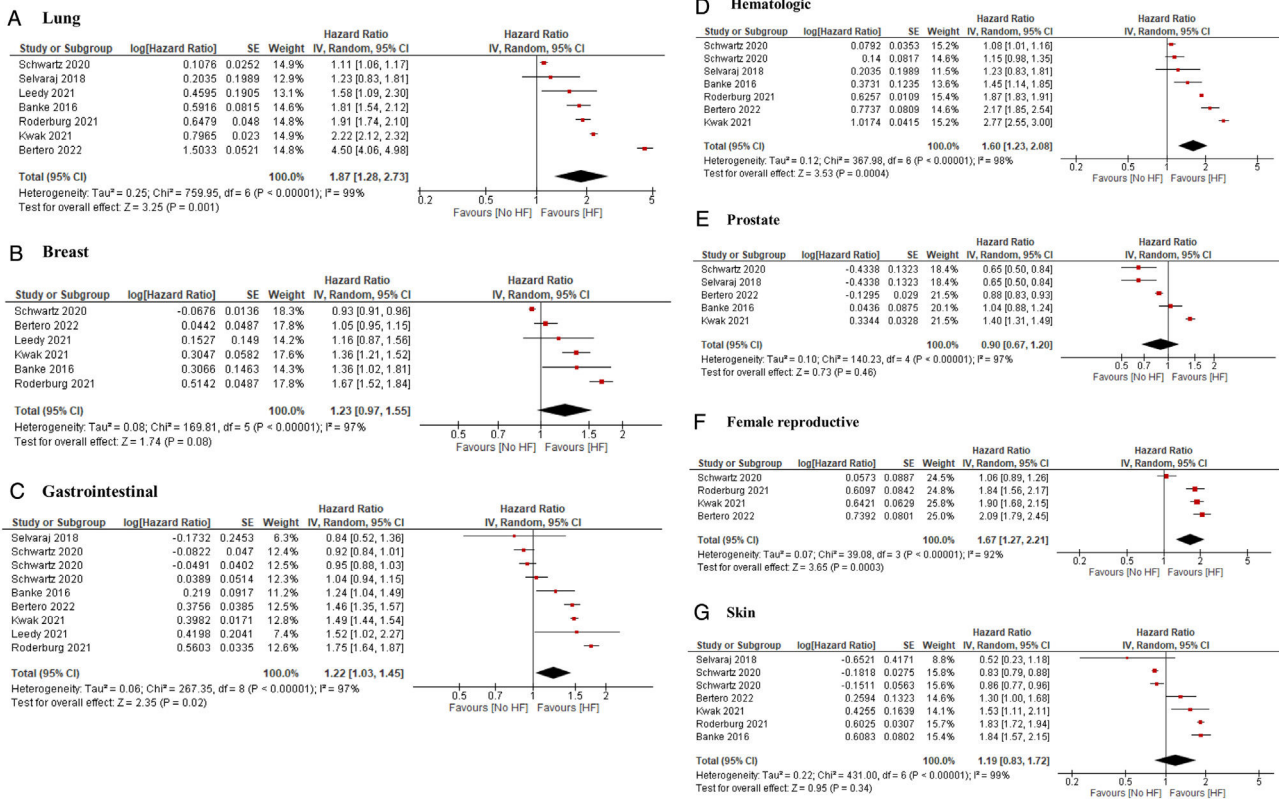 A Lung
Hazard Ratio Hazard Ratio
Study or Subgroup log[Hazard Ratio] SE Weight IV, Random, 95% CI IV, Random, 95% CI
Schwartz 2020 0.1076 0.0252 14.9% 1.11 [1.06, 1.17]
Selvaraj 2018 0.2035 0.1989 12.9% 1.23 [0.83, 1.81]
Leedy 2021 0.4595 0.1905 13.1% 1.58 [1.09, 2.30]
Banke 2016 0.5916 0.0815 14.6% 1.81 [1.54, 2.12]
Roderburg 2021 0.6479 0.048 14.8% 1.91 [1.74, 2.10]
Kwak 2021 0.7965 0.023 14.9% 2.22 [2.12, 2.32]
Bertero 2022 1.5033 0.0521 14.8% 4.50 [4.06, 4.98]
Total (95% CI) 100.0% 1.87 [1.28, 2.73]
Heterogeneity: Tau² = 0.25; Chi² = 759.95, df = 6 (P < 0.00001); I² = 99%
Test for overall effect: Z = 3.25 (P = 0.001)
0.2 0.5 1 2 5
Favours [No HF] Favours [HF]
B Breast
Hazard Ratio Hazard Ratio
Study or Subgroup log[Hazard Ratio] SE Weight IV, Random, 95% CI IV, Random, 95% CI
Schwartz 2020 -0.0676 0.0136 18.3% 0.93 [0.91, 0.96]
Bertero 2022 0.0442 0.0487 17.8% 1.05 [0.95, 1.15]
Leedy 2021 0.1527 0.149 14.1% 1.16 [0.87, 1.56]
Kwak 2021 0.3047 0.0582 17.6% 1.36 [1.21, 1.52]
Banke 2016 0.3066 0.1463 14.3% 1.36 [1.02, 1.81]
Roderburg 2021 0.5142 0.0487 17.8% 1.67 [1.52, 1.84]
Total (95% CI) 100.0% 1.23 [0.97, 1.55]
Heterogeneity: Tau² = 0.08; Chi² = 169.81, df = 5 (P < 0.00001); I² = 97%
Test for overall effect: Z = 1.74 (P = 0.08)
0.5 0.7 1 1.5 2
Favours [No HF] Favours [HF]
C Gastrointestinal
Hazard Ratio Hazard Ratio
Study or Subgroup log[Hazard Ratio] SE Weight IV, Random, 95% CI IV, Random, 95% CI
Selvaraj 2018 -0.1732 0.2453 6.3% 0.84 [0.52, 1.36]
Schwartz 2020 -0.0822 0.047 12.4% 0.92 [0.84, 1.01]
Schwartz 2020 -0.0491 0.0402 12.5% 0.95 [0.88, 1.03]
Schwartz 2020 0.0389 0.0514 12.3% 1.04 [0.94, 1.15]
Banke 2016 0.219 0.0917 11.2% 1.24 [1.04, 1.49]
Bertero 2022 0.3756 0.0385 12.5% 1.46 [1.35, 1.57]
Kwak 2021 0.3982 0.0171 12.8% 1.49 [1.44, 1.54]
Leedy 2021 0.4198 0.2041 7.4% 1.52 [1.02, 2.27]
Roderburg 2021 0.5603 0.0335 12.6% 1.75 [1.64, 1.87]
Total (95% CI) 100.0% 1.22 [1.03, 1.45]
Heterogeneity: Tau² = 0.06; Chi² = 267.35, df = 8 (P < 0.00001); I² = 97%
Test for overall effect: Z = 2.35 (P = 0.02)
0.5 0.7 1 1.5 2
Favours [No HF] Favours [HF]
D Hematologic
Hazard Ratio Hazard Ratio
Study or Subgroup log[Hazard Ratio] SE Weight IV, Random, 95% CI IV, Random, 95% CI
Schwartz 2020 0.0792 0.0353 15.2% 1.08 [1.01, 1.16]
Schwartz 2020 0.14 0.0817 14.6% 1.15 [0.98, 1.35]
Selvaraj 2018 0.2035 0.1989 11.5% 1.23 [0.83, 1.81]
Banke 2016 0.3731 0.1235 13.8% 1.45 [1.14, 1.85]
Roderburg 2021 0.6257 0.0109 15.3% 1.87 [1.83, 1.91]
Bertero 2022 0.7737 0.0809 14.6% 2.17 [1.85, 2.54]
Kwak 2021 1.0174 0.0415 15.2% 2.77 [2.55, 3.00]
Total (95% CI) 100.0% 1.60 [1.23, 2.08]
Heterogeneity: Tau² = 0.12; Chi² = 367.98, df = 6 (P < 0.00001); I² = 98%
Test for overall effect: Z = 3.53 (P = 0.0004)
0.2 0.5 1 2 5
Favours [No HF] Favours [HF]
E Prostate
Hazard Ratio Hazard Ratio
Study or Subgroup log[Hazard Ratio] SE Weight IV, Random, 95% CI IV, Random, 95% CI
Schwartz 2020 -0.4338 0.1323 18.4% 0.65 [0.50, 0.84]
Selvaraj 2018 -0.4338 0.1323 18.4% 0.65 [0.50, 0.84]
Bertero 2022 -0.1295 0.029 21.5% 0.88 [0.83, 0.93]
Banke 2016 0.0436 0.0875 20.1% 1.04 [0.88, 1.24]
Kwak 2021 0.3344 0.0328 21.5% 1.40 [1.31, 1.49]
Total (95% CI) 100.0% 0.90 [0.67, 1.20]
Heterogeneity: Tau² = 0.10; Chi² = 140.23, df = 4 (P < 0.00001); I² = 97%
Test for overall effect: Z = 0.73 (P = 0.46)
0.5 0.7 1 1.5 2
Favours [No HF] Favours [HF]
F Female reproductive
Hazard Ratio Hazard Ratio
Study or Subgroup log[Hazard Ratio] SE Weight IV, Random, 95% CI IV, Random, 95% CI
Schwartz 2020 0.0573 0.0887 24.5% 1.06 [0.89, 1.26]
Roderburg 2021 0.6097 0.0842 24.8% 1.84 [1.56, 2.17]
Kwak 2021 0.6421 0.0629 25.8% 1.90 [1.68, 2.15]
Bertero 2022 0.7392 0.0801 25.0% 2.09 [1.79, 2.45]
Total (95% CI) 100.0% 1.67 [1.27, 2.21]
Heterogeneity: Tau² = 0.07; Chi² = 39.08, df = 3 (P < 0.00001); I² = 92%
Test for overall effect: Z = 3.65 (P = 0.0003)
0.2 0.5 1 2 5
Favours [No HF] Favours [HF]
G Skin
Hazard Ratio Hazard Ratio
Study or Subgroup log[Hazard Ratio] SE Weight IV, Random, 95% CI IV, Random, 95% CI
Selvaraj 2018 -0.6521 0.4171 8.8% 0.52 [0.23, 1.18]
Schwartz 2020 -0.1818 0.0275 15.7% 0.83 [0.79, 0.88]
Schwartz 2020 -0.1511 0.0563 15.6% 0.86 [0.77, 0.96]
Bertero 2022 0.2594 0.1323 14.7% 1.30 [1.00, 1.68]
Kwak 2021 0.4255 0.1639 14.2% 1.53 [1.11, 2.11]
Roderburg 2021 0.6025 0.0307 15.7% 1.83 [1.72, 1.94]
Banke 2016 0.6083 0.0802 15.4% 1.84 [1.57, 2.15]
Total (95% CI) 100.0% 1.19 [0.83, 1.72]
Heterogeneity: Tau² = 0.22; Chi² = 431.00, df = 6 (P < 0.00001); I² = 99%
Test for overall effect: Z = 0.95 (P = 0.34)
0.2 0.5 1 2 5
Favours [No HF] Favours [HF]